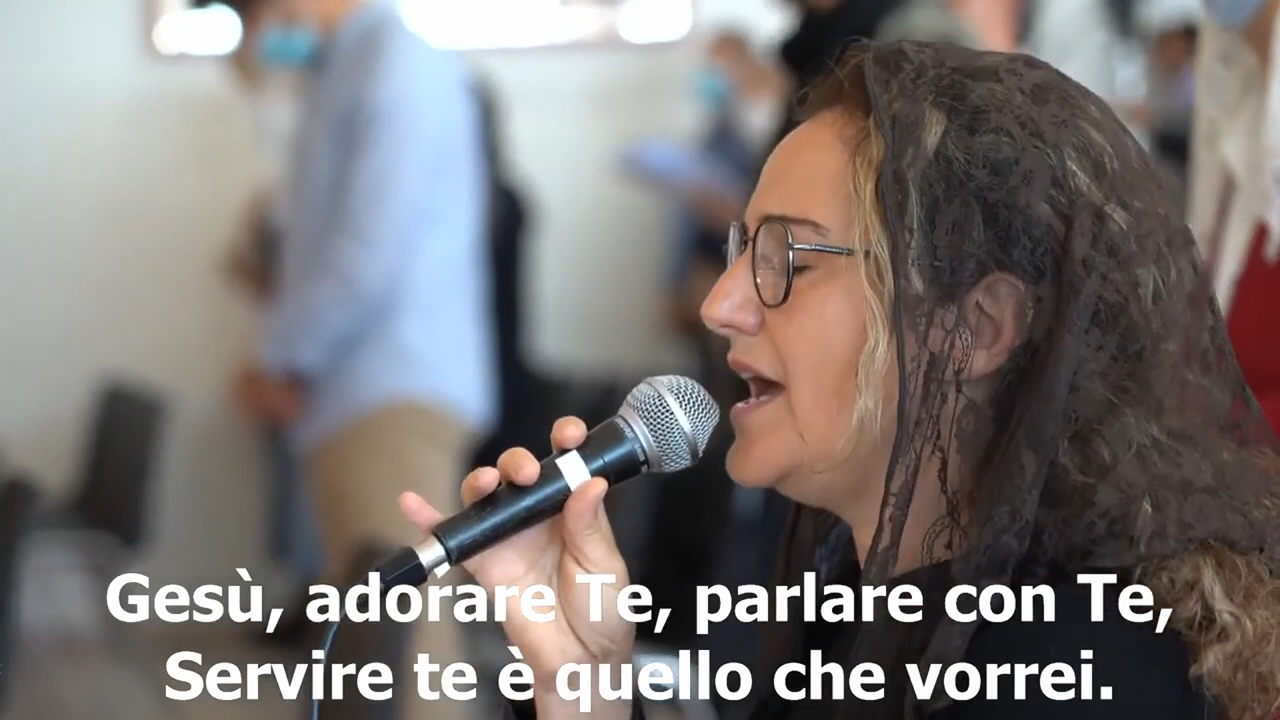 Gesù, adorare Te, parlare con Te,
Servire te è quello che vorrei.